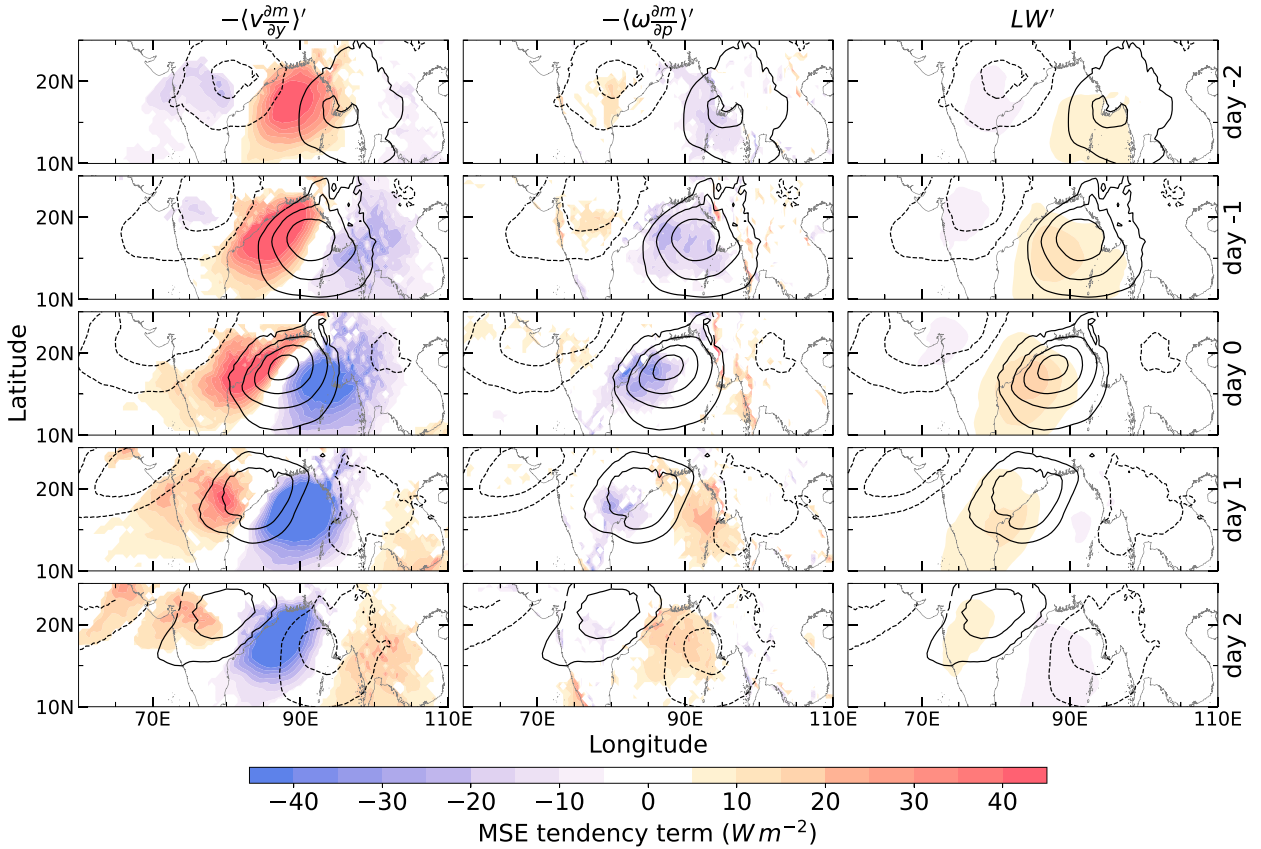 −⟨v ∂m/∂y⟩′ −⟨ω ∂m/∂p⟩′ LW′
20N
10N
day -2
20N
10N
day -1
Latitude
20N
10N
day 0
20N
10N
day 1
20N
10N
day 2
70E 90E 110E 70E 90E 110E 70E 90E 110E
Longitude
−40 −30 −20 −10 0 10 20 30 40
MSE tendency term (W m⁻²)